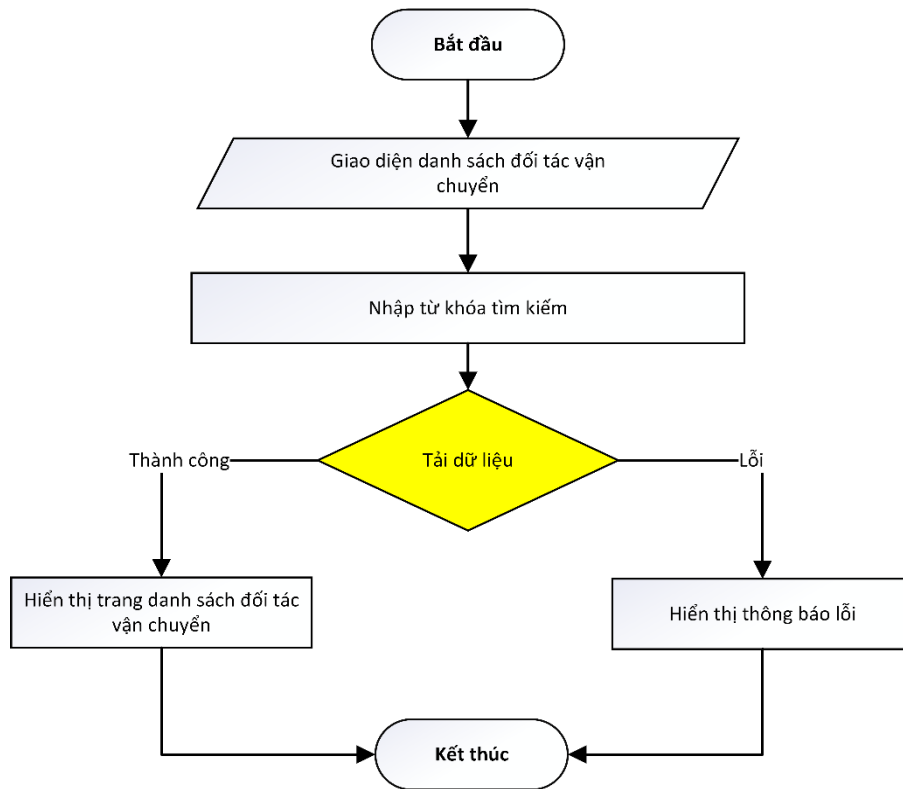 Bắt đầu
Giao diện danh sách đối tác vận
chuyển
Nhập từ khóa tìm kiếm
Tải dữ liệu
Thành công
Lỗi
Hiển thị trang danh sách đối tác
vận chuyển
Hiển thị thông báo lỗi
Kết thúc